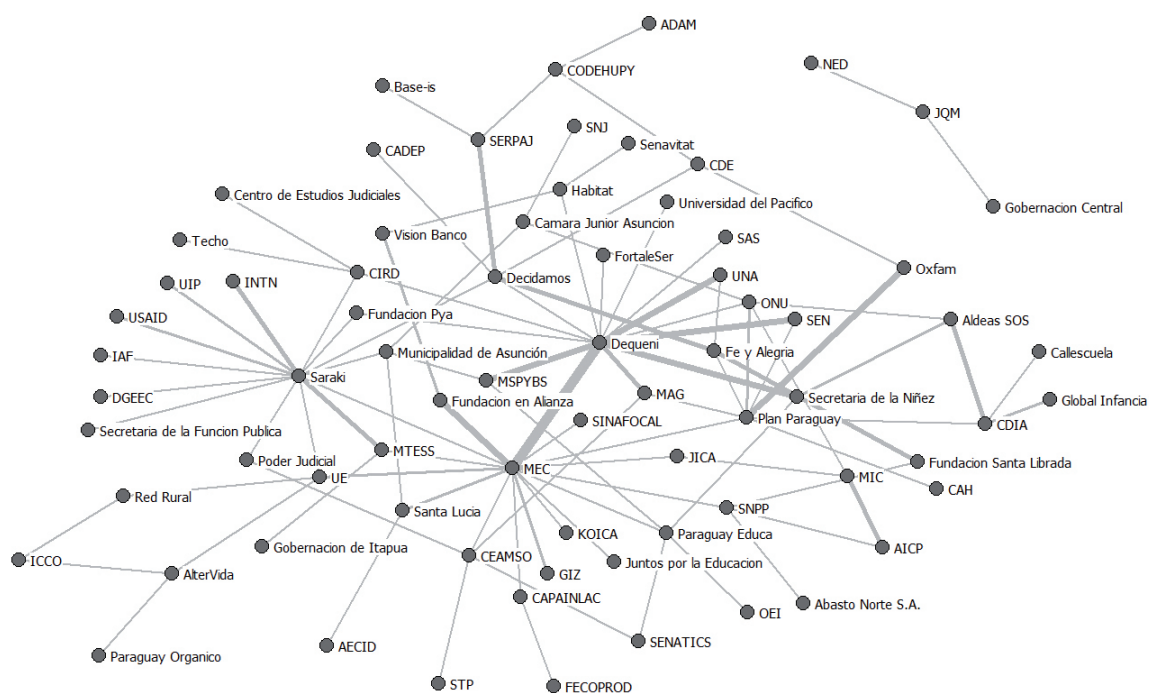 ADAM
NED
CODEHUPY
Base-is
JQM
SNJ
SERPAJ
Senavitat
CADEP
CDE
Habitat
Centro de Estudios Judiciales
Universidad del Pacifico
Gobernacion Central
Camara Junior Asuncion
Vision Banco
Techo
SAS
FortaleSer
CIRD
Oxfam
Decidamos
UNA
UIP
INTN
ONU
USAID
Fundacion Pya
SEN
Aldeas SOS
Dequeni
Municipalidad de Asunción
Fe y Alegria
Callescuela
IAF
Saraki
MSPYBS
DGEEC
MAG
Secretaria de la Niñez
Global Infancia
Fundacion en Alianza
Plan Paraguay
SINAFOCAL
CDIA
Secretaria de la Funcion Publica
MTESS
JICA
Poder Judicial
Fundacion Santa Librada
MEC
UE
MIC
CAH
Red Rural
Santa Lucia
SNPP
KOICA
Paraguay Educa
Gobernacion de Itapua
AICP
CEAMSO
ICCO
Juntos por la Educacion
AlterVida
GIZ
CAPAINLAC
Abasto Norte S.A.
OEI
SENATICS
AECID
Paraguay Organico
STP
FECOPROD